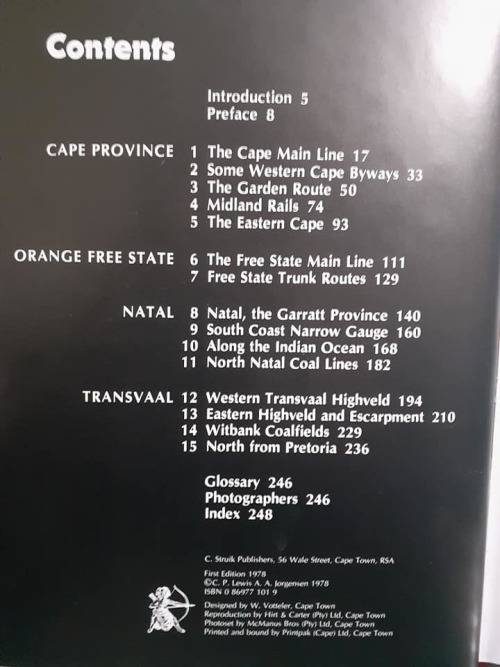 Contents
Introduction 5
Preface 8
CAPE PROVINCE 1 The Cape Main Line 17
2 Some Western Cape Byways 33
3 The Garden Route 50
4 Midland Rails 74
5 The Eastern Cape 93
ORANGE FREE STATE 6 The Free State Main Line 111
7 Free State Trunk Routes 129
NATAL 8 Natal, the Garratt Province 140
9 South Coast Narrow Gauge 160
10 Along the Indian Ocean 168
11 North Natal Coal Lines 182
TRANSVAAL 12 Western Transvaal Highveld 194
13 Eastern Highveld and Escarpment 210
14 Witbank Coalfields 229
15 North from Pretoria 236
Glossary 246
Photographers 246
Index 248
C. Struik Publishers, 56 Wale Street, Cape Town, RSA
First Edition 1978
©C. P. Lewis A. A. Jorgensen 1978
ISBN 0 86977 101 9
Designed by W. Votteler, Cape Town
Reproduction by Hirt & Carter (Pty) Ltd, Cape Town
Photoset by McManus Bros (Pty) Ltd, Cape Town
Printed and bound by Printpak (Cape) Ltd, Cape Town